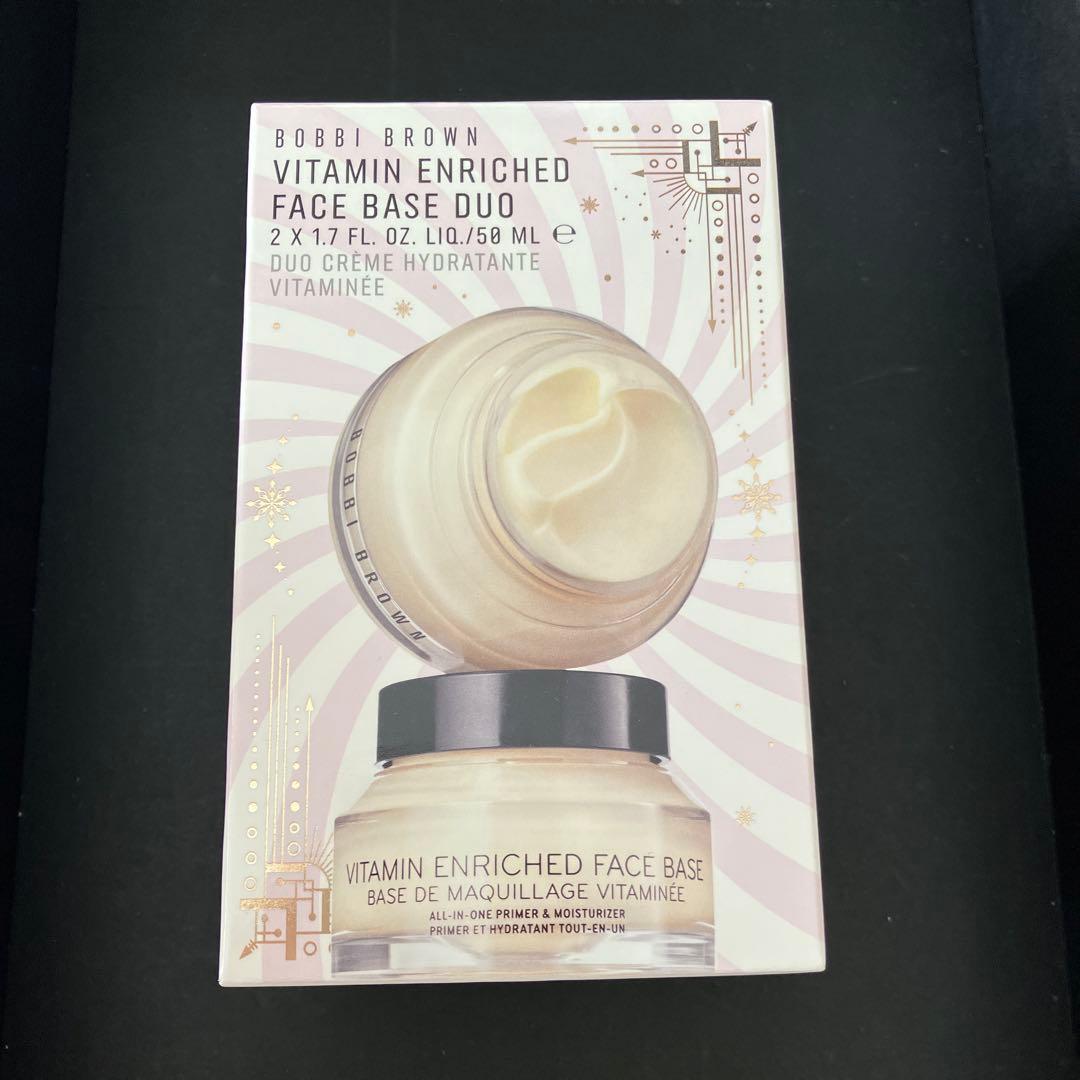 BOBBI BROWN
VITAMIN ENRICHED
FACE BASE DUO
2 X 1.7 FL. OZ. LIQ./50 ML ℮
DUO CRÈME HYDRATANTE
VITAMINÉE
BOBBI BROWN
VITAMIN ENRICHED FACE BASE
BASE DE MAQUILLAGE VITAMINÉE
ALL-IN-ONE PRIMER & MOISTURIZER
PRIMER ET HYDRATANT TOUT-EN-UN